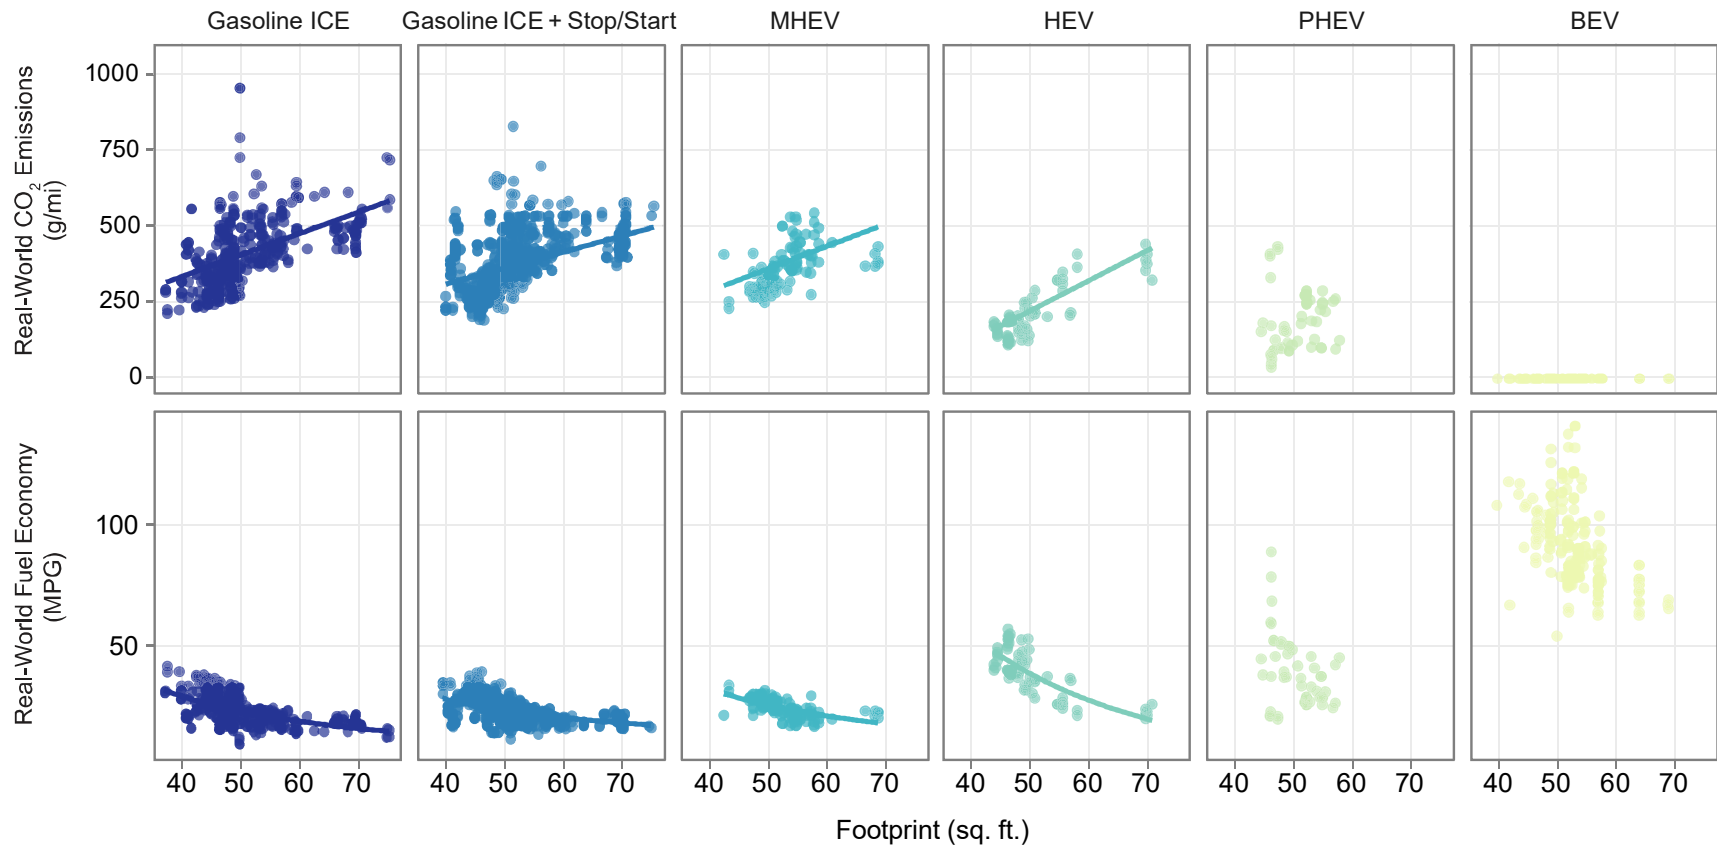 Gasoline ICE
Gasoline ICE + Stop/Start
MHEV
HEV
PHEV
BEV
Real-World CO₂ Emissions
(g/mi)
1000
750
500
250
0
Real-World Fuel Economy
(MPG)
100
50
40 50 60 70
40 50 60 70
40 50 60 70
40 50 60 70
40 50 60 70
40 50 60 70
Footprint (sq. ft.)